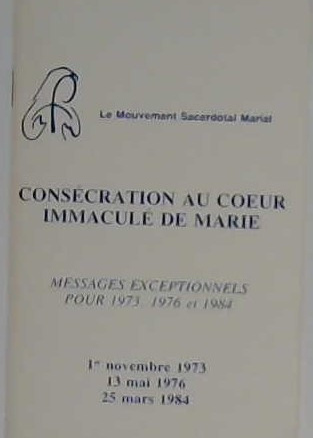 Le Mouvement Sacerdotal Marial
CONSÉCRATION AU COEUR
IMMACULE DE MARIE
MESSAGES EXCEPTIONNELS
POUR 1973, 1976 et 1984
1er novembre 1973
13 mai 1976
25 mars 1984